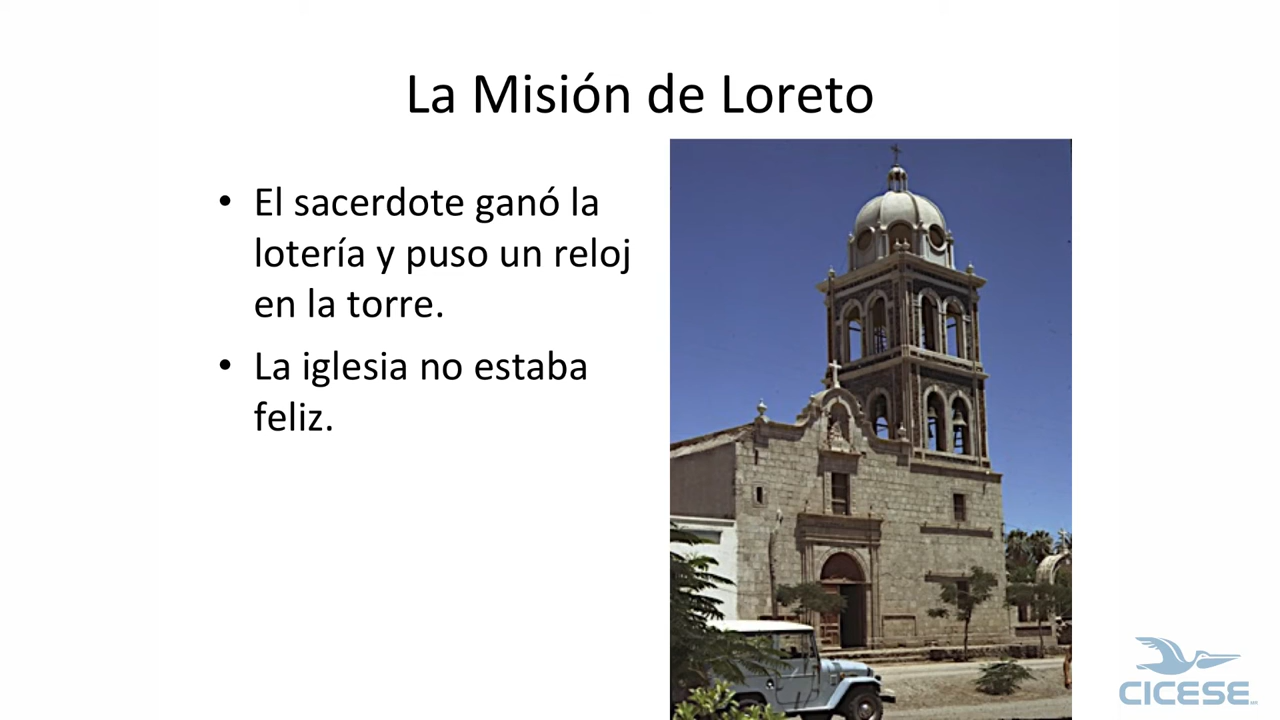 La Misión de Loreto
• El sacerdote ganó la
lotería y puso un reloj
en la torre.
• La iglesia no estaba
feliz.
CICESE